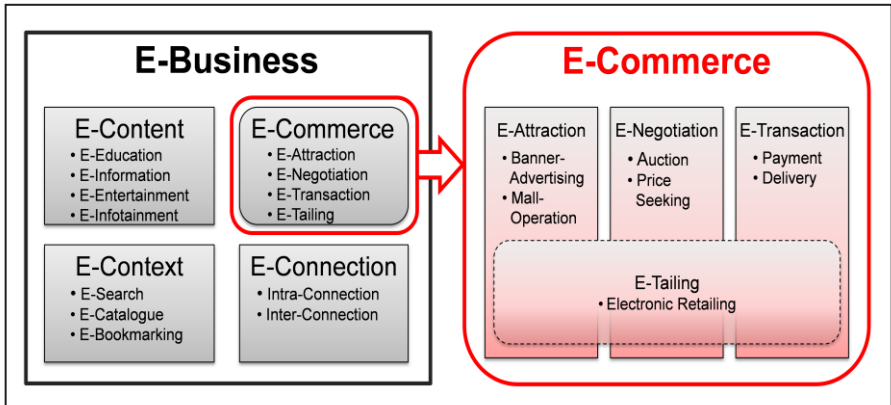 E-Business
E-Content
• E-Education
• E-Information
• E-Entertainment
• E-Infotainment
E-Commerce
• E-Attraction
• E-Negotiation
• E-Transaction
• E-Tailing
E-Context
• E-Search
• E-Catalogue
• E-Bookmarking
E-Connection
• Intra-Connection
• Inter-Connection
E-Commerce
E-Attraction
• Banner-
Advertising
• Mall-
Operation
E-Negotiation
• Auction
• Price
Seeking
E-Transaction
• Payment
• Delivery
E-Tailing
• Electronic Retailing